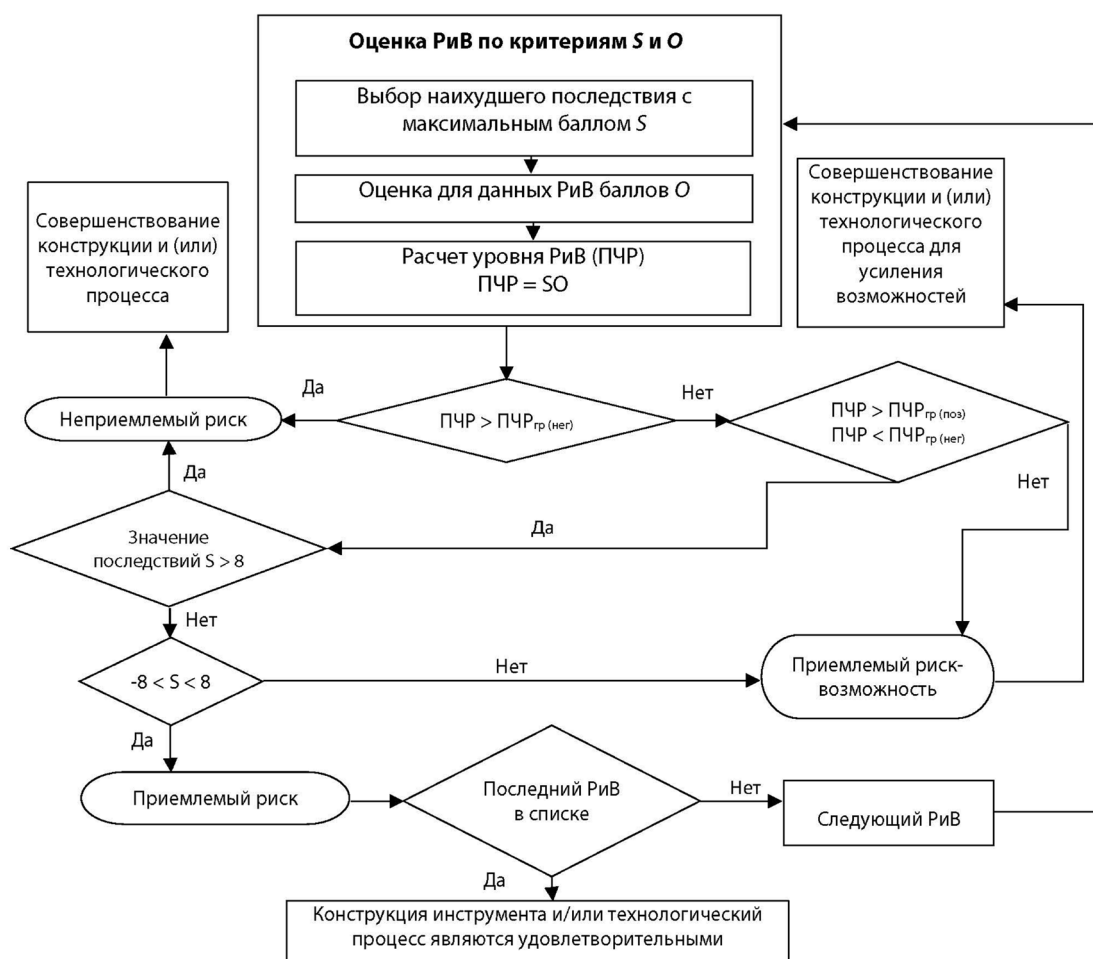 Оценка РиВ по критериям S и O
Выбор наихудшего последствия с
максимальным баллом S
Оценка для данных РиВ баллов O
Расчет уровня РиВ (ПЧР)
ПЧР = SO
Совершенствование
конструкции и (или)
технологического
процесса
Совершенствование
конструкции и (или)
технологического
процесса для
усиления
возможностей
Да
Нет
Неприемлемый риск
ПЧР > ПЧРгр (нег)
ПЧР > ПЧРгр (поз)
ПЧР < ПЧРгр (нег)
Да
Нет
Да
Значение
последствий S > 8
Нет
-8 < S < 8
Нет
Приемлемый риск-
возможность
Да
Приемлемый риск
Последний РиВ
в списке
Нет
Следующий РиВ
Да
Конструкция инструмента и/или технологический
процесс являются удовлетворительными